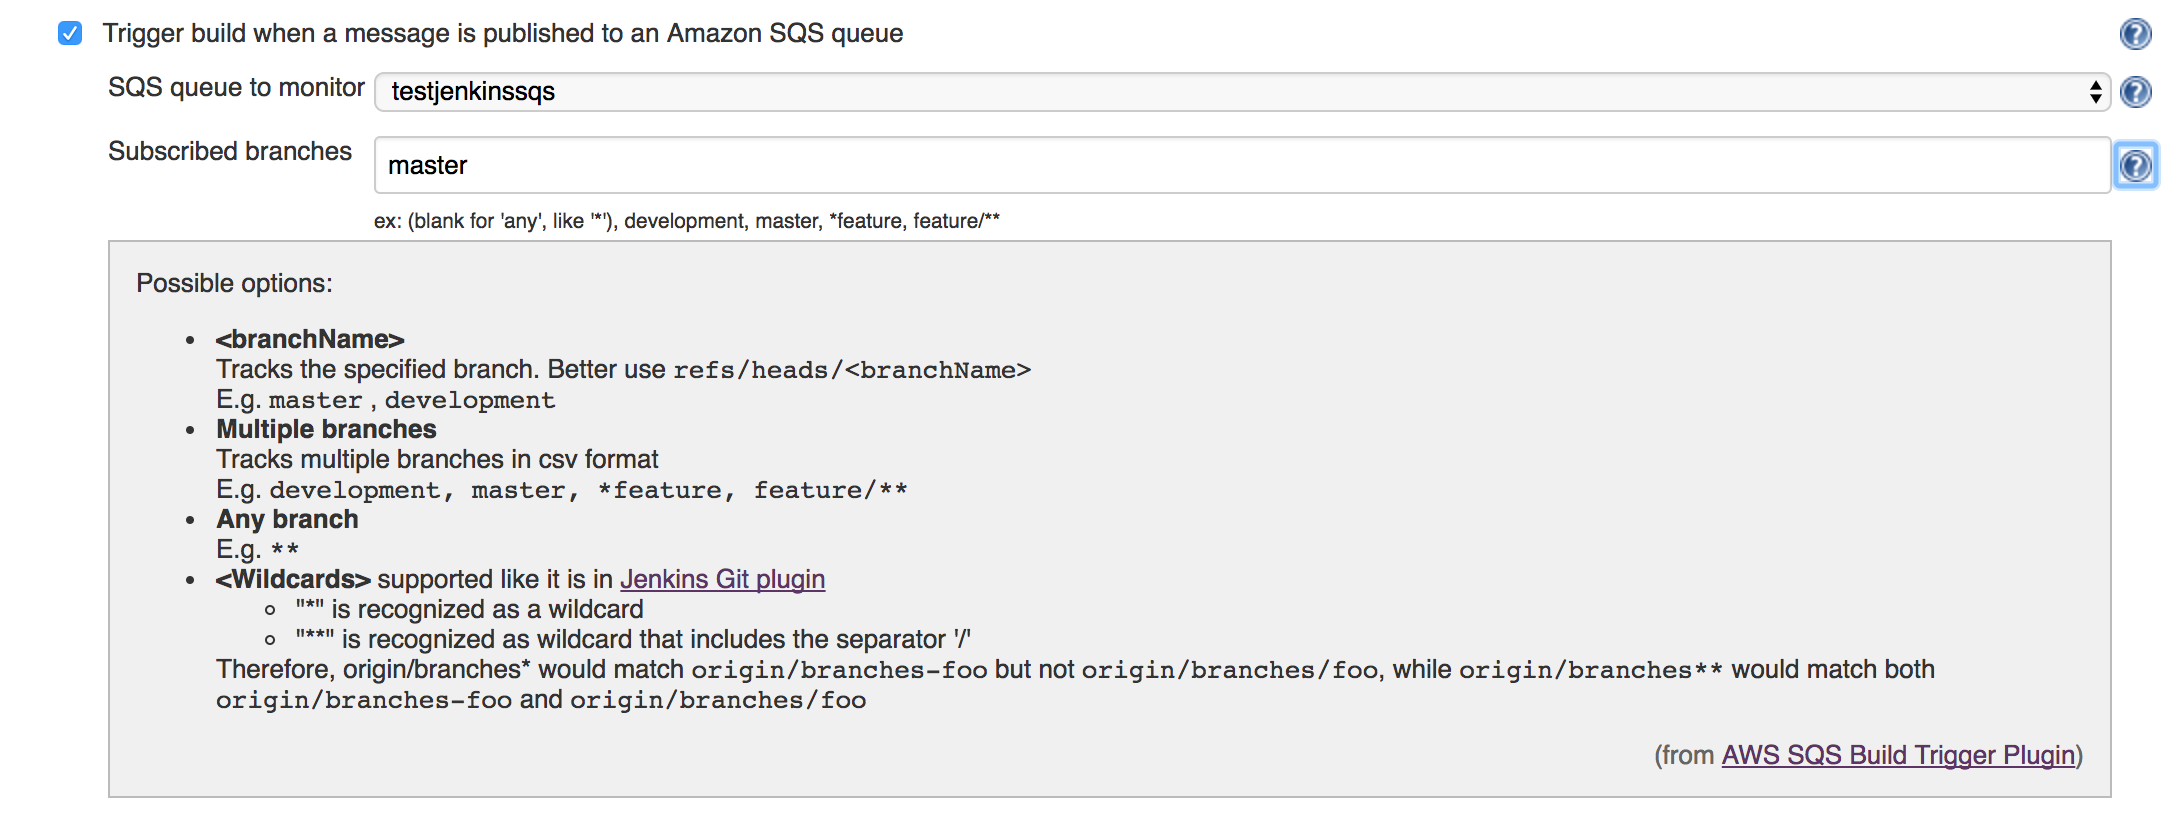 Trigger build when a message is published to an Amazon SQS queue
SQS queue to monitor testjenkinssqs
Subscribed branches master
ex: (blank for 'any', like '*'), development, master, *feature, feature/**
Possible options:
• <branchName>
Tracks the specified branch. Better use refs/heads/<branchName>
E.g. master , development
• Multiple branches
Tracks multiple branches in csv format
E.g. development, master, *feature, feature/**
• Any branch
E.g. **
• <Wildcards> supported like it is in Jenkins Git plugin
○ "*" is recognized as a wildcard
○ "**" is recognized as wildcard that includes the separator '/'
Therefore, origin/branches* would match origin/branches-foo but not origin/branches/foo, while origin/branches** would match both
origin/branches-foo and origin/branches/foo
(from AWS SQS Build Trigger Plugin)